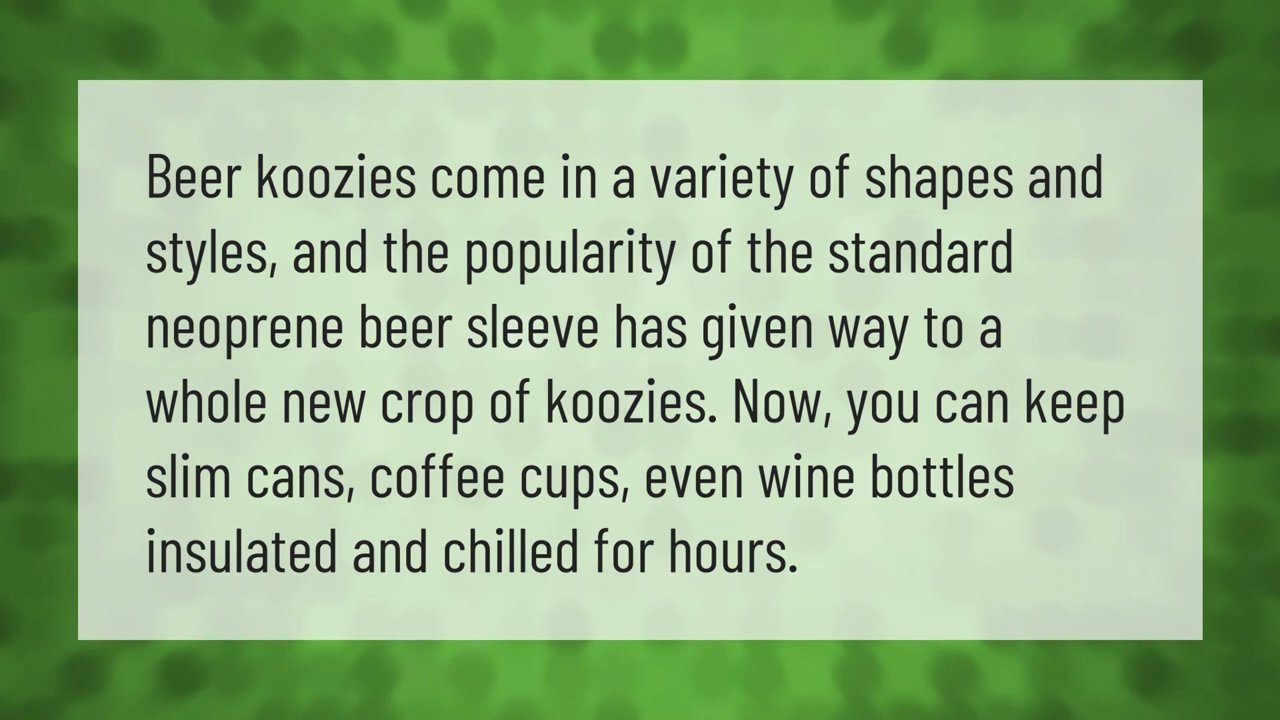 Beer koozies come in a variety of shapes and
styles, and the popularity of the standard
neoprene beer sleeve has given way to a
whole new crop of koozies. Now, you can keep
slim cans, coffee cups, even wine bottles
insulated and chilled for hours.